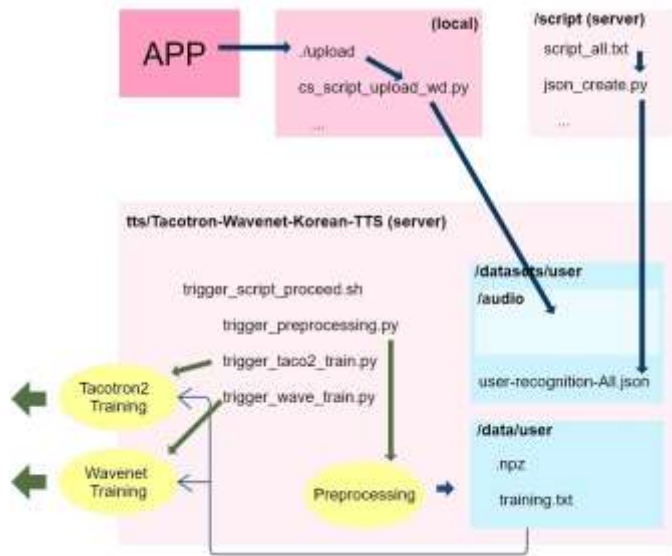 APP
(local)
./upload
cs_script_upload_wd.py
...
/script (server)
script_all.txt
json_create.py
...
tts/Tacotron-Wavenet-Korean-TTS (server)
trigger_script_proceed.sh
trigger_preprocessing.py
trigger_taco2_train.py
trigger_wave_train.py
Tacotron2
Training
Wavenet
Training
Preprocessing
/datasets/user
/audio
user-recognition-All.json
/data/user
.npz
training.txt